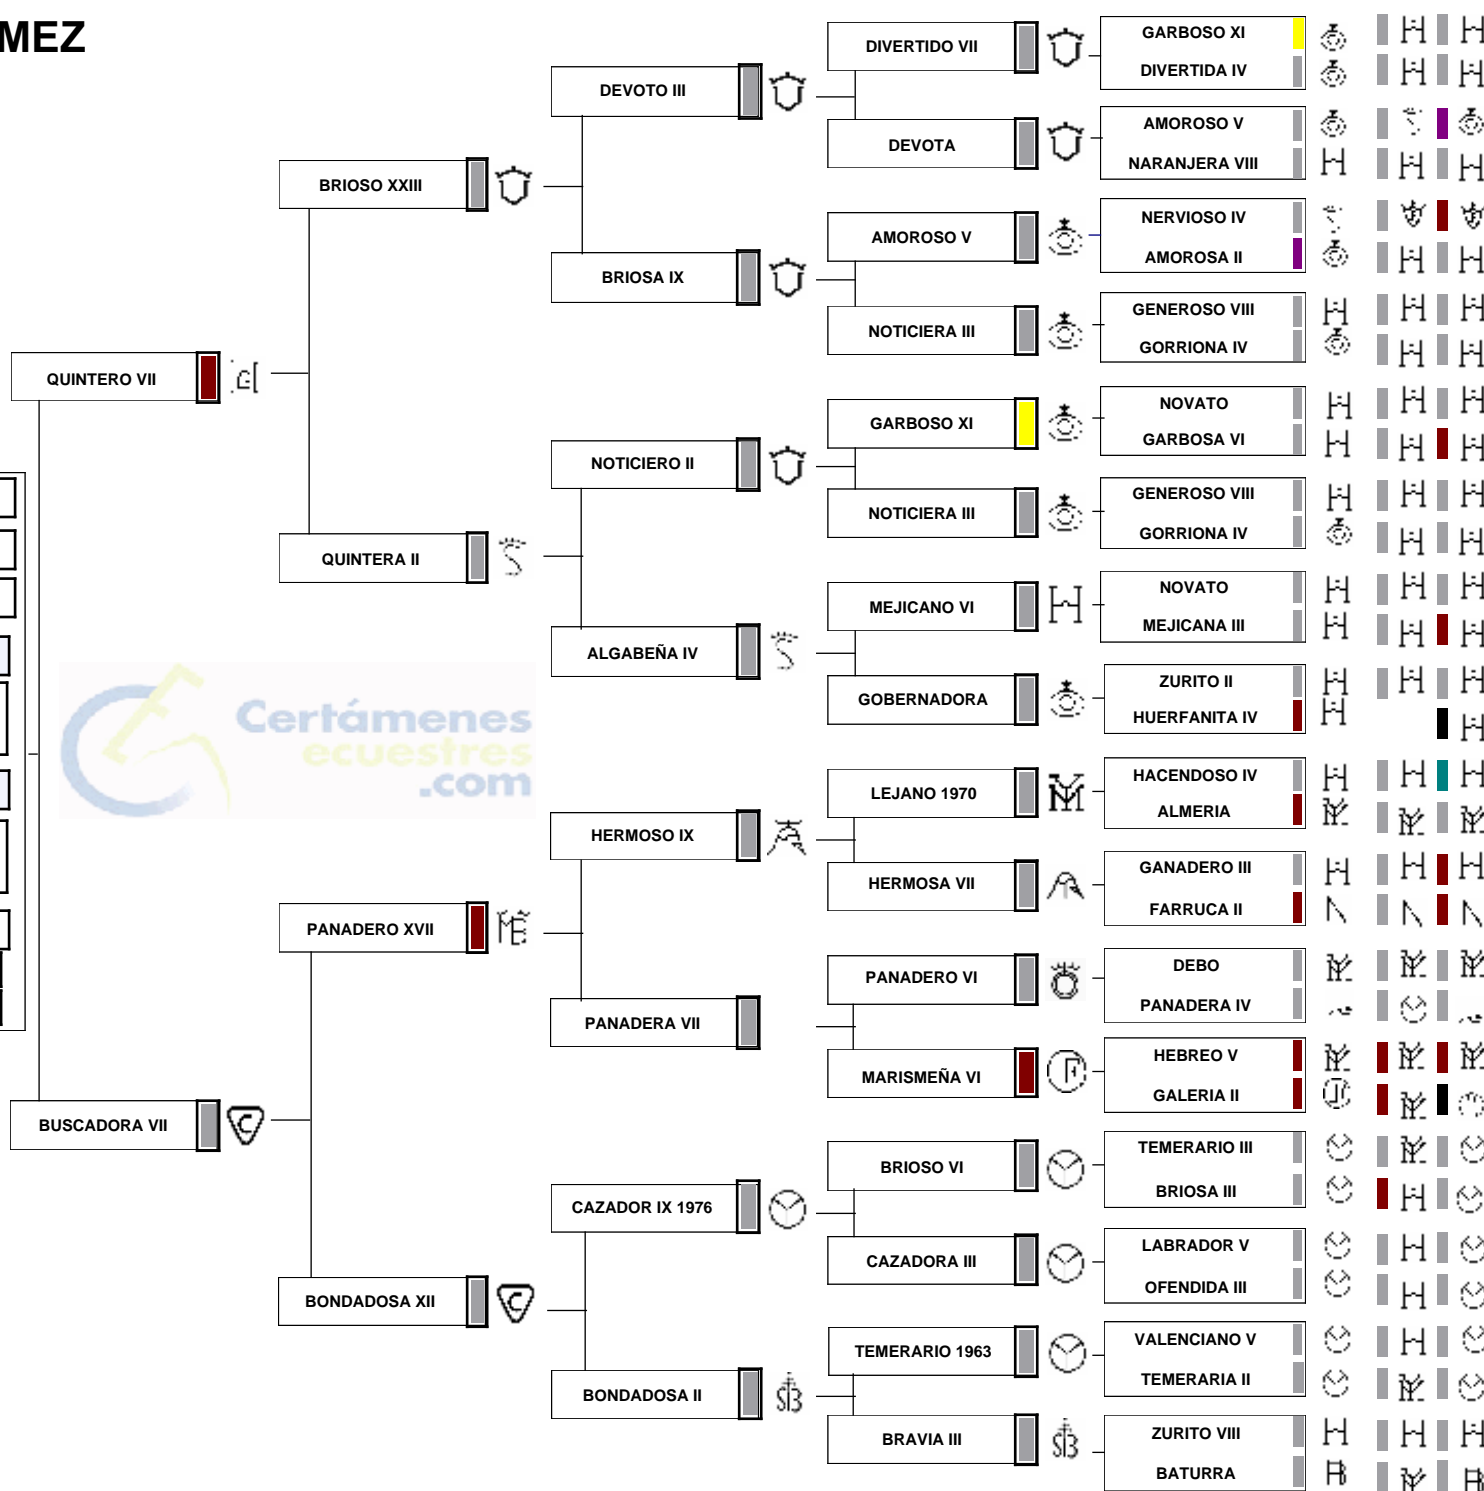 MEZ
QUINTERO VII
BUSCADORA VII
BRIOSO XXIII
QUINTERA II
PANADERO XVII
BONDADOSA XII
DEVOTO III
BRIOSA IX
NOTICIERO II
ALGABEÑA IV
HERMOSO IX
PANADERA VII
CAZADOR IX 1976
BONDADOSA II
DIVERTIDO VII
DEVOTA
AMOROSO V
NOTICIERA III
GARBOSO XI
NOTICIERA III
MEJICANO VI
GOBERNADORA
LEJANO 1970
HERMOSA VII
PANADERO VI
MARISMEÑA VI
BRIOSO VI
CAZADORA III
TEMERARIO 1963
BRAVIA III
GARBOSO XI
DIVERTIDA IV
AMOROSO V
NARANJERA VIII
NERVIOSO IV
AMOROSA II
GENEROSO VIII
GORRIONA IV
NOVATO
GARBOSA VI
GENEROSO VIII
GORRIONA IV
NOVATO
MEJICANA III
ZURITO II
HUERFANITA IV
HACENDOSO IV
ALMERIA
GANADERO III
FARRUCA II
DEBO
PANADERA IV
HEBREO V
GALERIA II
TEMERARIO III
BRIOSA III
LABRADOR V
OFENDIDA III
VALENCIANO V
TEMERARIA II
ZURITO VIII
BATURRA
Certámenes
ecuestres
.com